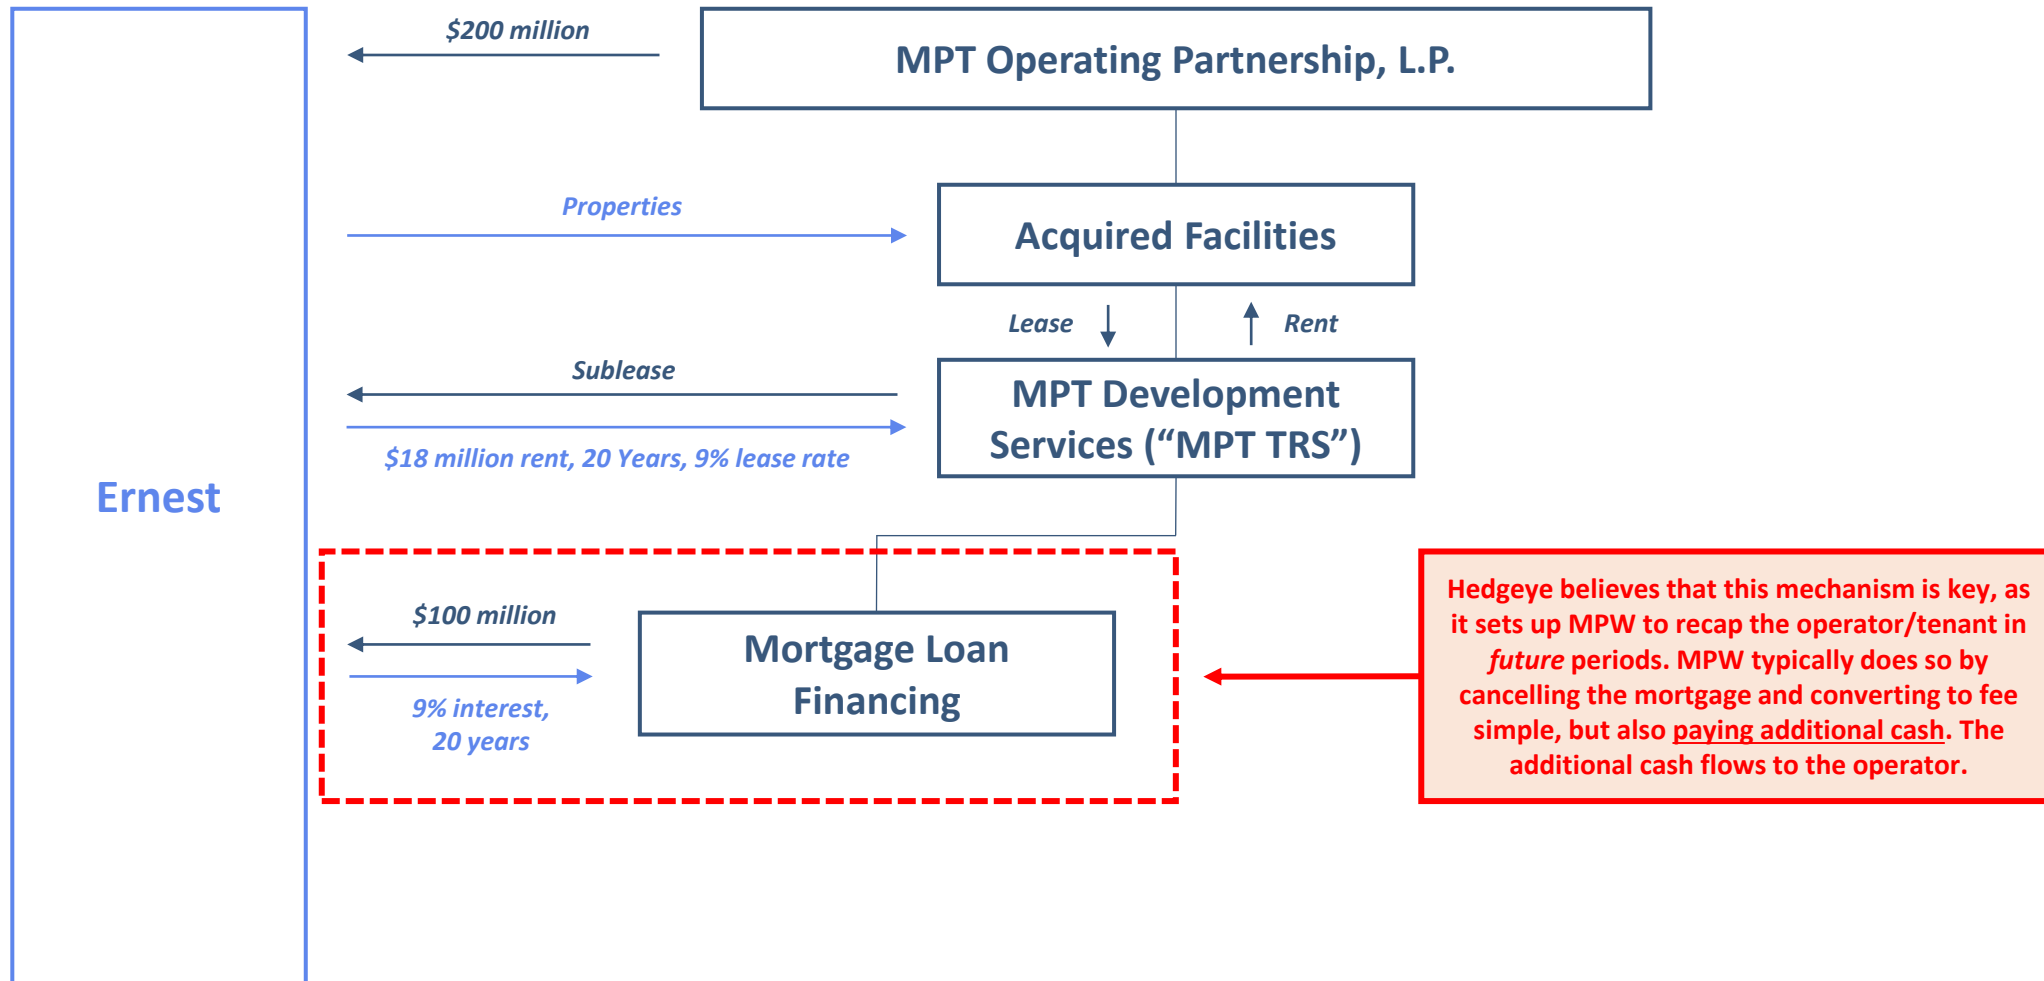 $200 million
MPT Operating Partnership, L.P.
Properties
Acquired Facilities
Lease
Rent
Sublease
MPT Development
Services (“MPT TRS”)
$18 million rent, 20 Years, 9% lease rate
Ernest
$100 million
Mortgage Loan
Financing
9% interest,
20 years
Hedgeye believes that this mechanism is key, as
it sets up MPW to recap the operator/tenant in
future periods. MPW typically does so by
cancelling the mortgage and converting to fee
simple, but also paying additional cash. The
additional cash flows to the operator.